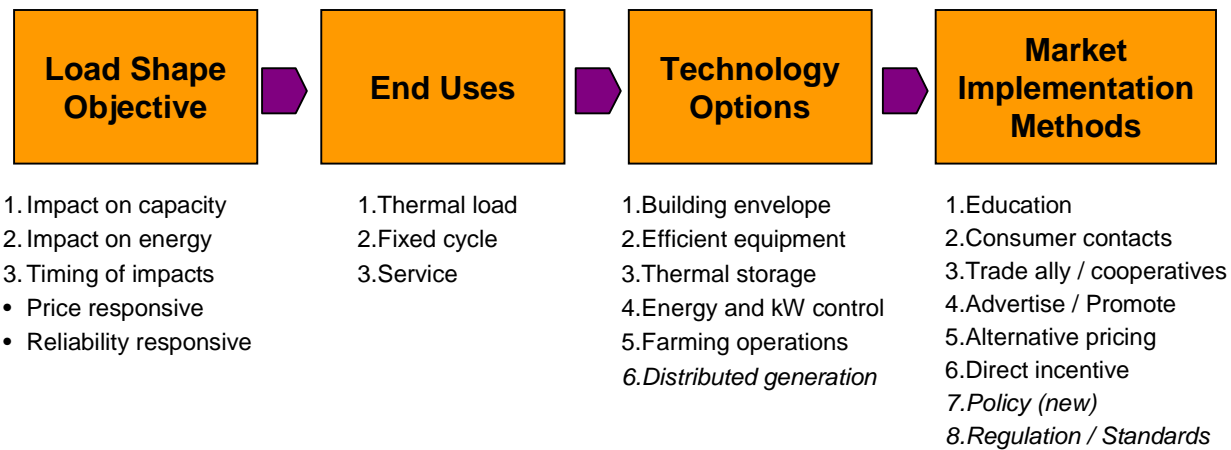 Load Shape
Objective
End Uses
Technology
Options
Market
Implementation
Methods
1. Impact on capacity
2. Impact on energy
3. Timing of impacts
• Price responsive
• Reliability responsive
1.Thermal load
2.Fixed cycle
3.Service
1.Building envelope
2.Efficient equipment
3.Thermal storage
4.Energy and kW control
5.Farming operations
6.Distributed generation
1.Education
2.Consumer contacts
3.Trade ally / cooperatives
4.Advertise / Promote
5.Alternative pricing
6.Direct incentive
7.Policy (new)
8.Regulation / Standards